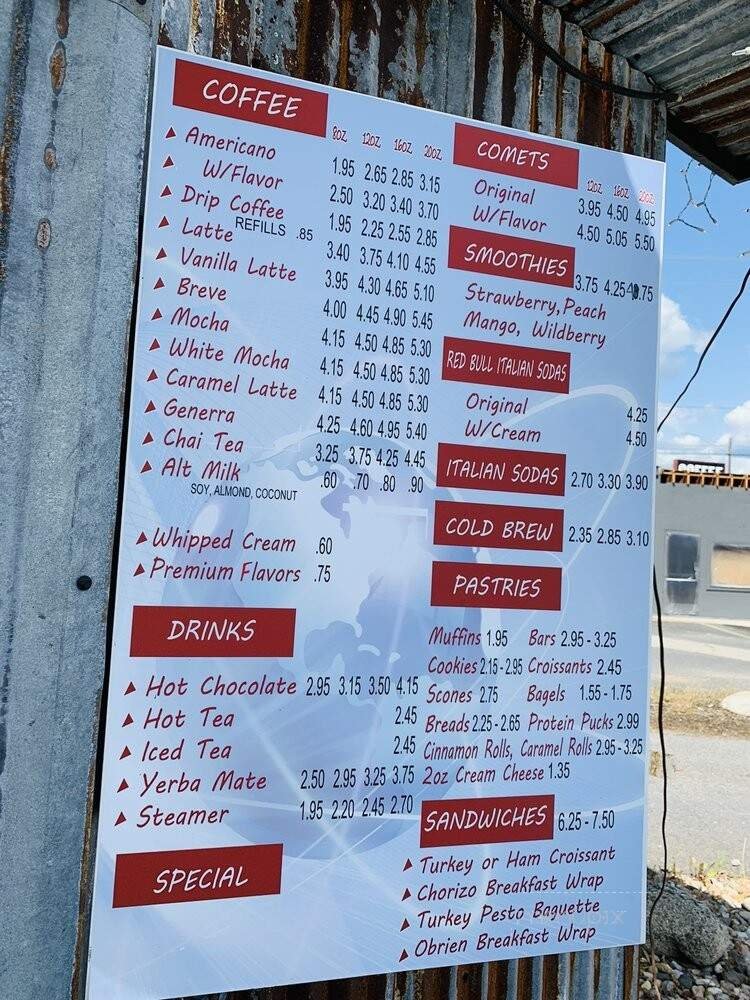 COFFEE
8OZ 12OZ 16OZ 20OZ
Americano 1.95 2.65 2.85 3.15
W/Flavor 2.50 3.20 3.40 3.70
Drip Coffee 1.95 2.25 2.55 2.85
REFILLS .85
Latte 3.40 3.75 4.10 4.55
Vanilla Latte 3.95 4.30 4.65 5.10
Breve 4.00 4.45 4.90 5.45
Mocha 4.15 4.50 4.85 5.30
White Mocha 4.15 4.50 4.85 5.30
Caramel Latte 4.15 4.50 4.85 5.30
Generra 4.25 4.60 4.95 5.40
Chai Tea 3.25 3.75 4.25 4.45
Alt Milk .60 .70 .80 .90
SOY, ALMOND, COCONUT
Whipped Cream .60
Premium Flavors .75
DRINKS
Hot Chocolate 2.95 3.15 3.50 4.15
Hot Tea 2.45
Iced Tea 2.45
Yerba Mate 2.50 2.95 3.25 3.75
Steamer 1.95 2.20 2.45 2.70
SPECIAL
COMETS
12OZ 16OZ 20OZ
Original 3.95 4.50 4.95
W/Flavor 4.50 5.05 5.50
SMOOTHIES 3.75 4.25 4.75
Strawberry, Peach
Mango, Wildberry
RED BULL ITALIAN SODAS
Original 4.25
W/Cream 4.50
ITALIAN SODAS 2.70 3.30 3.90
COLD BREW 2.35 2.85 3.10
PASTRIES
Muffins 1.95 Bars 2.95 - 3.25
Cookies 2.15 - 2.95 Croissants 2.45
Scones 2.75 Bagels 1.55 - 1.75
Breads 2.25 - 2.65 Protein Pucks 2.99
Cinnamon Rolls, Caramel Rolls 2.95 - 3.25
2oz Cream Cheese 1.35
SANDWICHES 6.25 - 7.50
Turkey or Ham Croissant
Chorizo Breakfast Wrap
Turkey Pesto Baguette
Obrien Breakfast Wrap